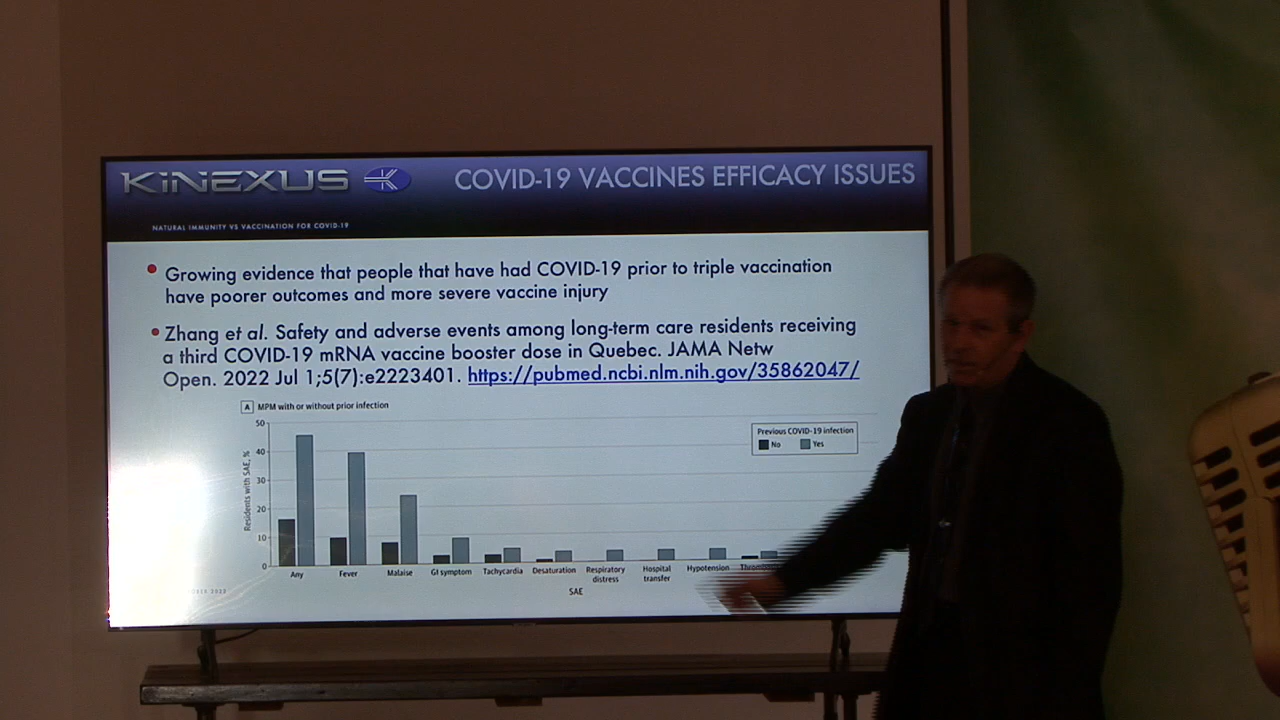 KiNEXUS
COVID-19 VACCINES EFFICACY ISSUES
NATURAL IMMUNITY VS VACCINATION FOR COVID-19
Growing evidence that people that have had COVID-19 prior to triple vaccination
have poorer outcomes and more severe vaccine injury
Zhang et al. Safety and adverse events among long-term care residents receiving
a third COVID-19 mRNA vaccine booster dose in Quebec. JAMA Netw
Open. 2022 Jul 1;5(7):e2223401. https://pubmed.ncbi.nlm.nih.gov/35862047/
A MPM with or without prior infection
Previous COVID-19 infection
No Yes
Residents with SAE, %
50
40
30
20
10
0
Any Fever Malaise GI symptom Tachycardia Desaturation Respiratory distress Hospital transfer Hypotension
SAE
2022